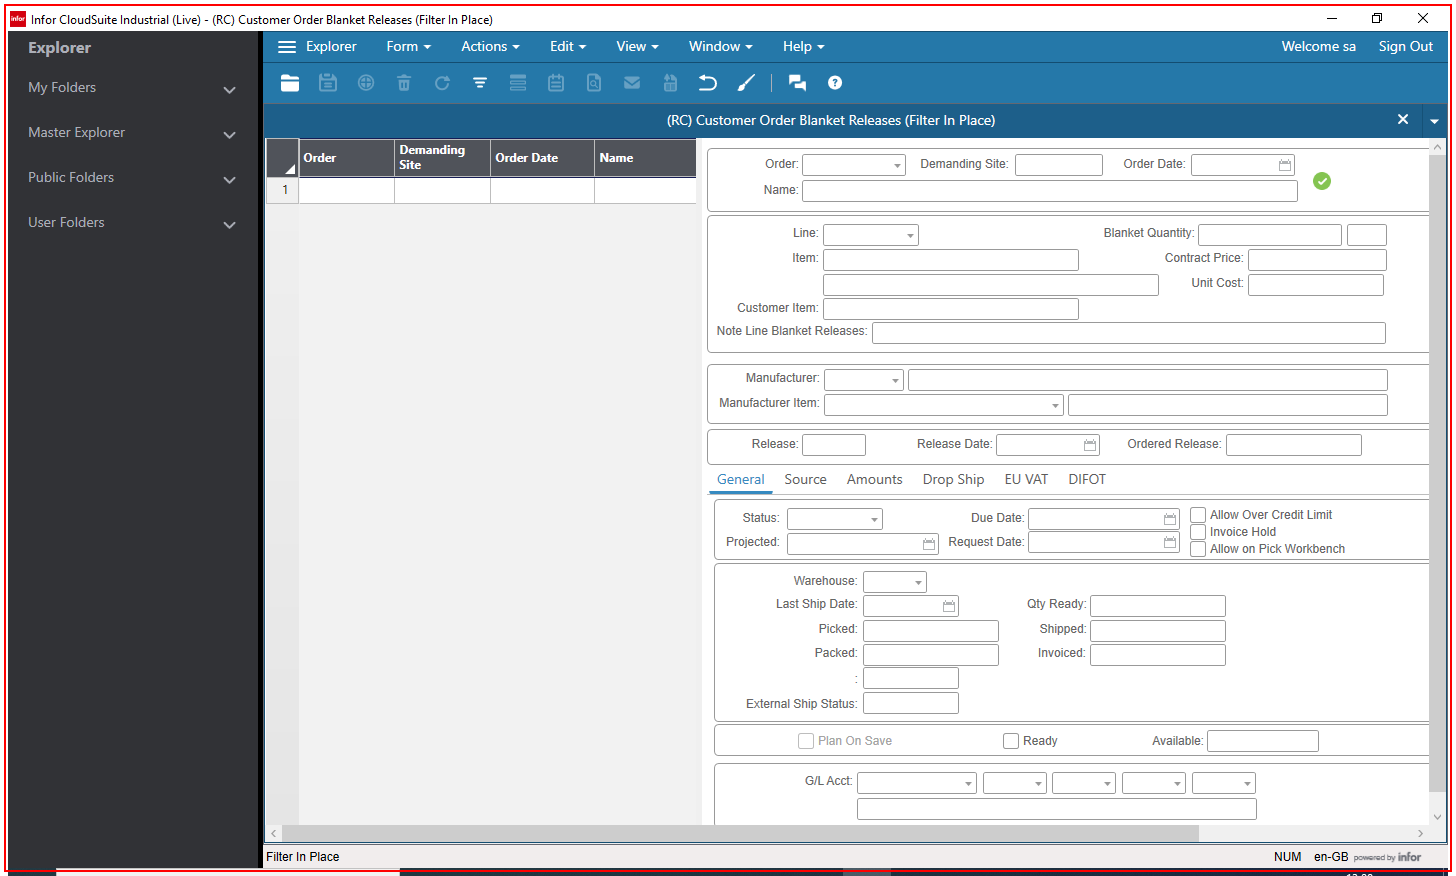 infor Infor CloudSuite Industrial (Live) - (RC) Customer Order Blanket Releases (Filter In Place)
Explorer
My Folders
Master Explorer
Public Folders
User Folders
Explorer Form Actions Edit View Window Help Welcome sa Sign Out
(RC) Customer Order Blanket Releases (Filter In Place)
Order Demanding Site Order Date Name
1
Order: Demanding Site: Order Date:
Name:
Line: Blanket Quantity:
Item: Contract Price:
Unit Cost:
Customer Item:
Note Line Blanket Releases:
Manufacturer:
Manufacturer Item:
Release: Release Date: Ordered Release:
General Source Amounts Drop Ship EU VAT DIFOT
Status: Due Date: Allow Over Credit Limit
Invoice Hold
Projected: Request Date: Allow on Pick Workbench
Warehouse:
Last Ship Date: Qty Ready:
Picked: Shipped:
Packed: Invoiced:
:
External Ship Status:
Plan On Save Ready Available:
G/L Acct:
Filter In Place NUM en-GB powered by infor